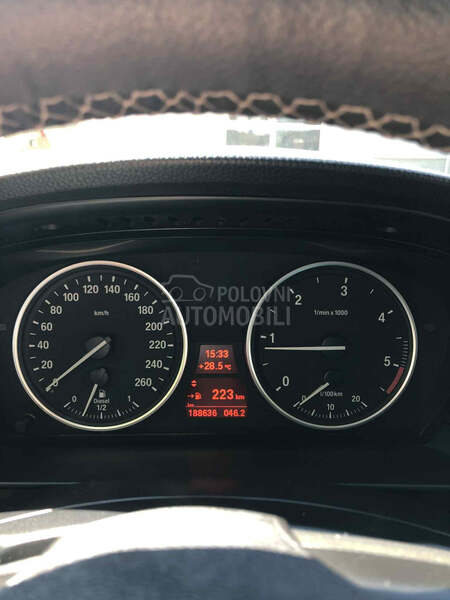 POLOVNI
AUTOMOBILI
0 20 40 60 80 100 120 140 160 180 200 220 240 260
km/h
0 1/2 1
Diesel
15:33
+28.5 °C
223 km
km
188636 046.2
0 1 2 3 4 5
1/min x 1000
0 10 20
l/100km